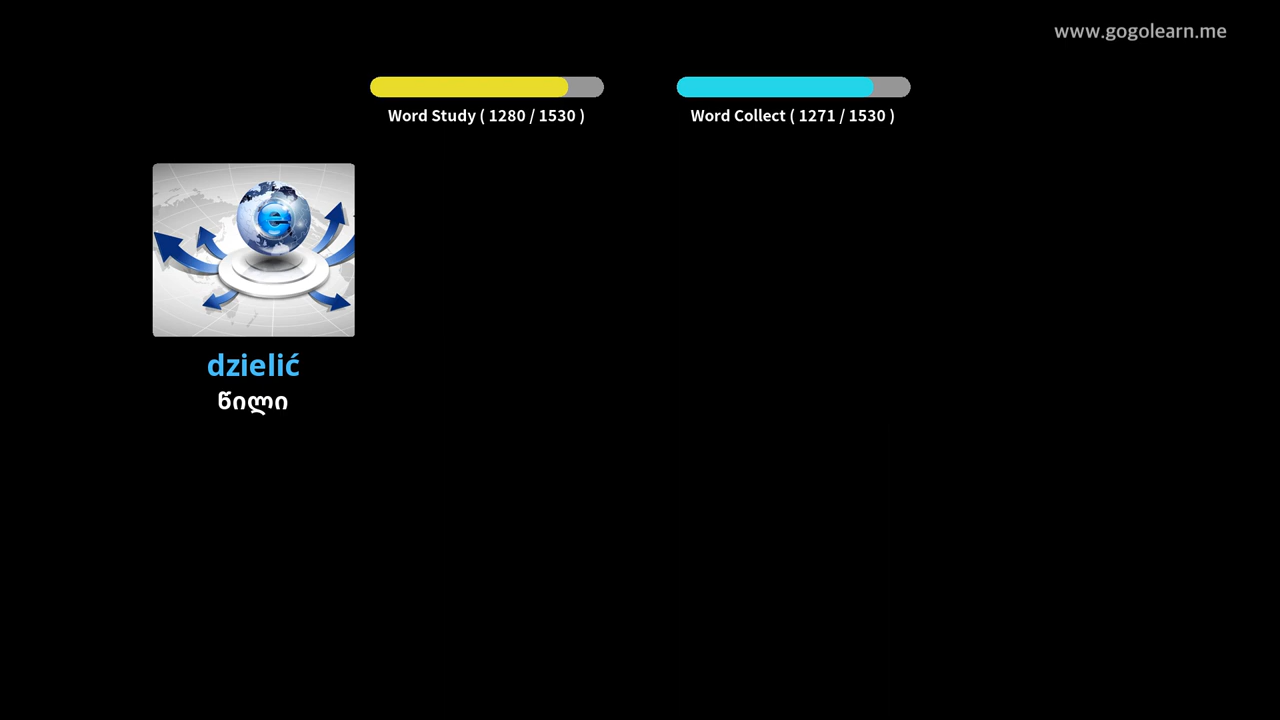 www.gogolearn.me
Word Study ( 1280 / 1530 )
Word Collect ( 1271 / 1530 )
e
dzielić
წილი